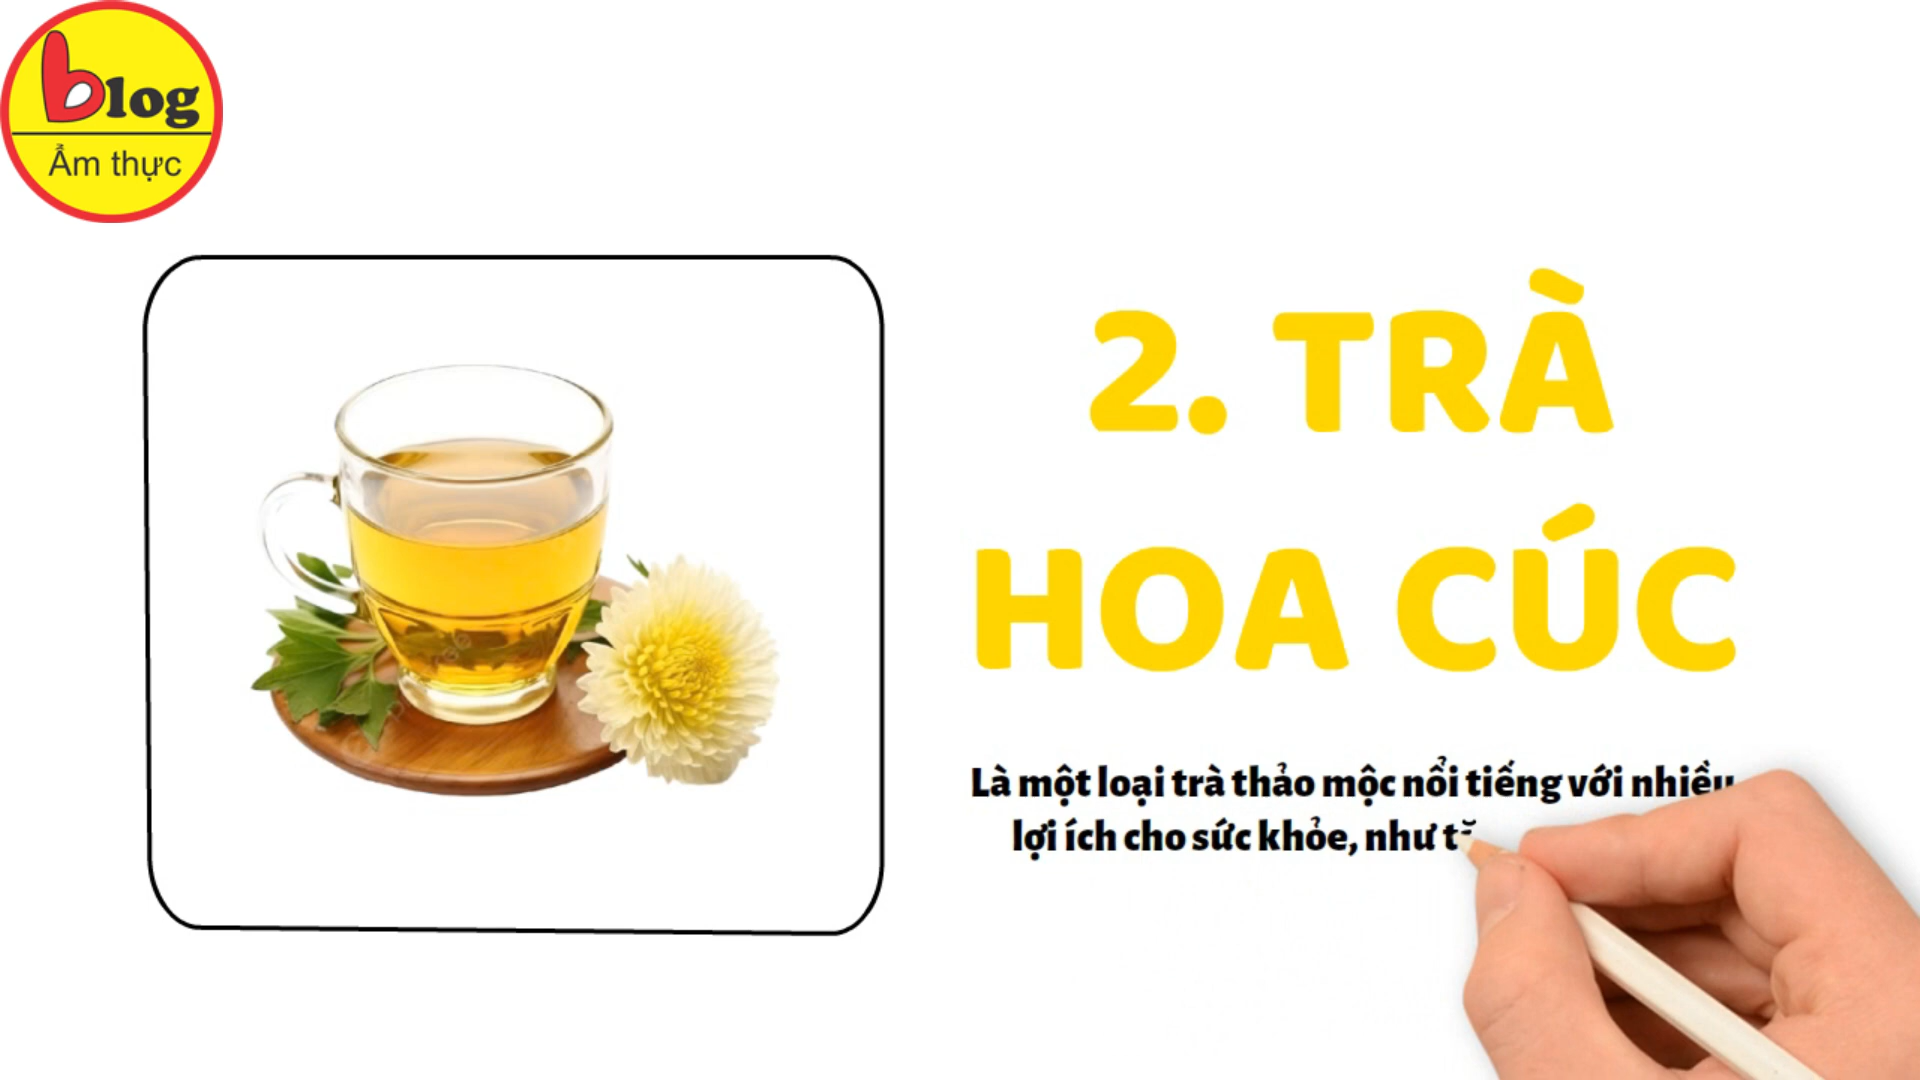 blog
Ẩm thực
2. TRÀ
HOA CÚC
Là một loại trà thảo mộc nổi tiếng với nhiều
lợi ích cho sức khỏe, như